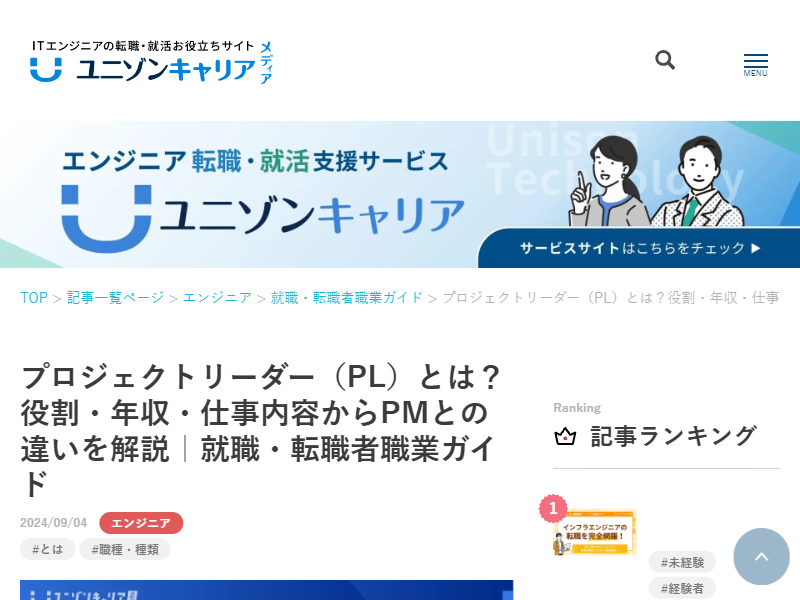 ITエンジニアの転職・就活お役立ちサイト
ユニゾンキャリア
メディア
MENU
Unison
Technology
エンジニア転職・就活支援サービス
ユニゾンキャリア
サービスサイトはこちらをチェック ▶
TOP > 記事一覧ページ > エンジニア > 就職・転職者職業ガイド > プロジェクトリーダー（PL）とは？役割・年収・仕事
プロジェクトリーダー（PL）とは？
役割・年収・仕事内容からPMとの
違いを解説｜就職・転職者職業ガイ
ド
2024/09/04 エンジニア
#とは #職種・種類
Ranking
記事ランキング
1
インフラエンジニアの
転職を完全網羅！
#未経験
#経験者